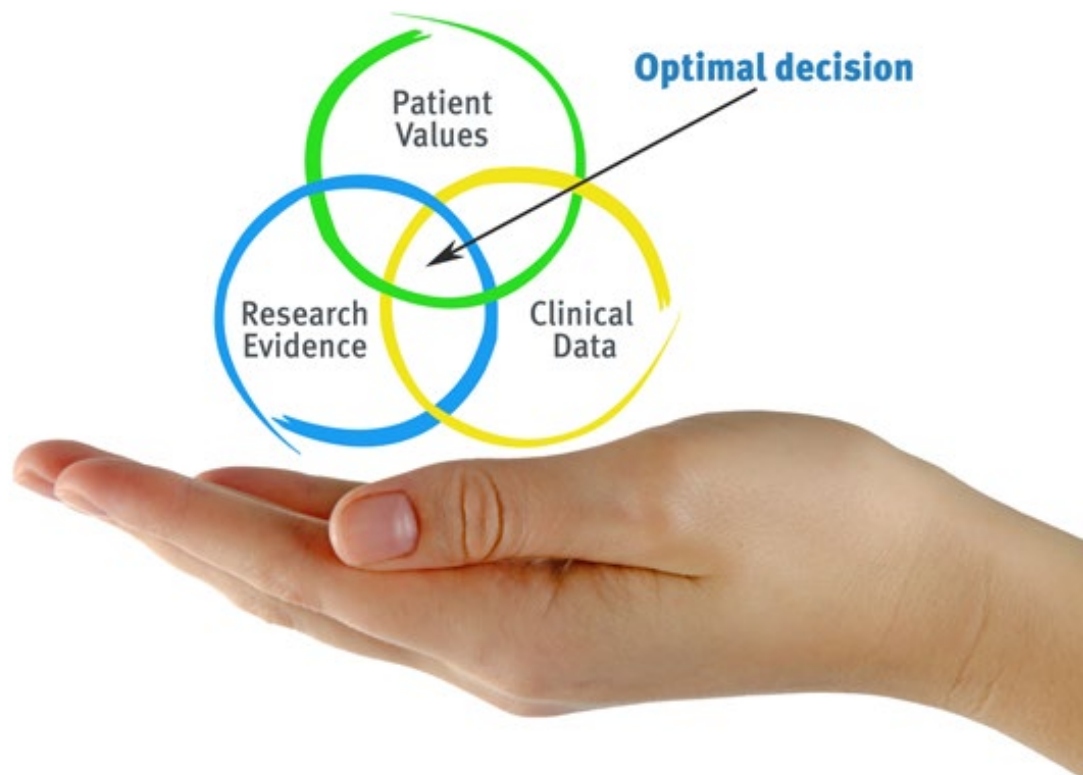 Optimal decision
Patient
Values
Research
Evidence
Clinical
Data